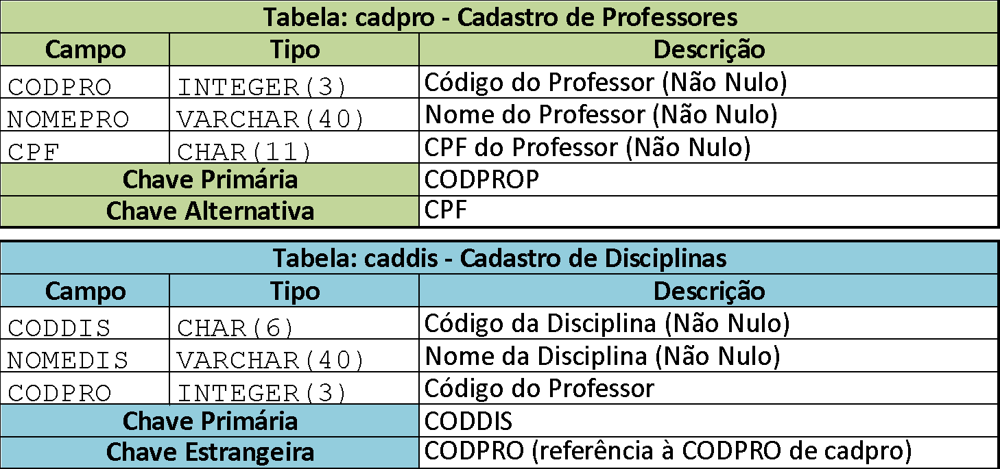 Tabela: cadpro - Cadastro de Professores
Campo Tipo Descrição
CODPRO INTEGER(3) Código do Professor (Não Nulo)
NOMEPRO VARCHAR(40) Nome do Professor (Não Nulo)
CPF CHAR(11) CPF do Professor (Não Nulo)
Chave Primária CODPROP
Chave Alternativa CPF
Tabela: caddis - Cadastro de Disciplinas
Campo Tipo Descrição
CODDIS CHAR(6) Código da Disciplina (Não Nulo)
NOMEDIS VARCHAR(40) Nome da Disciplina (Não Nulo)
CODPRO INTEGER(3) Código do Professor
Chave Primária CODDIS
Chave Estrangeira CODPRO (referência à CODPRO de cadpro)